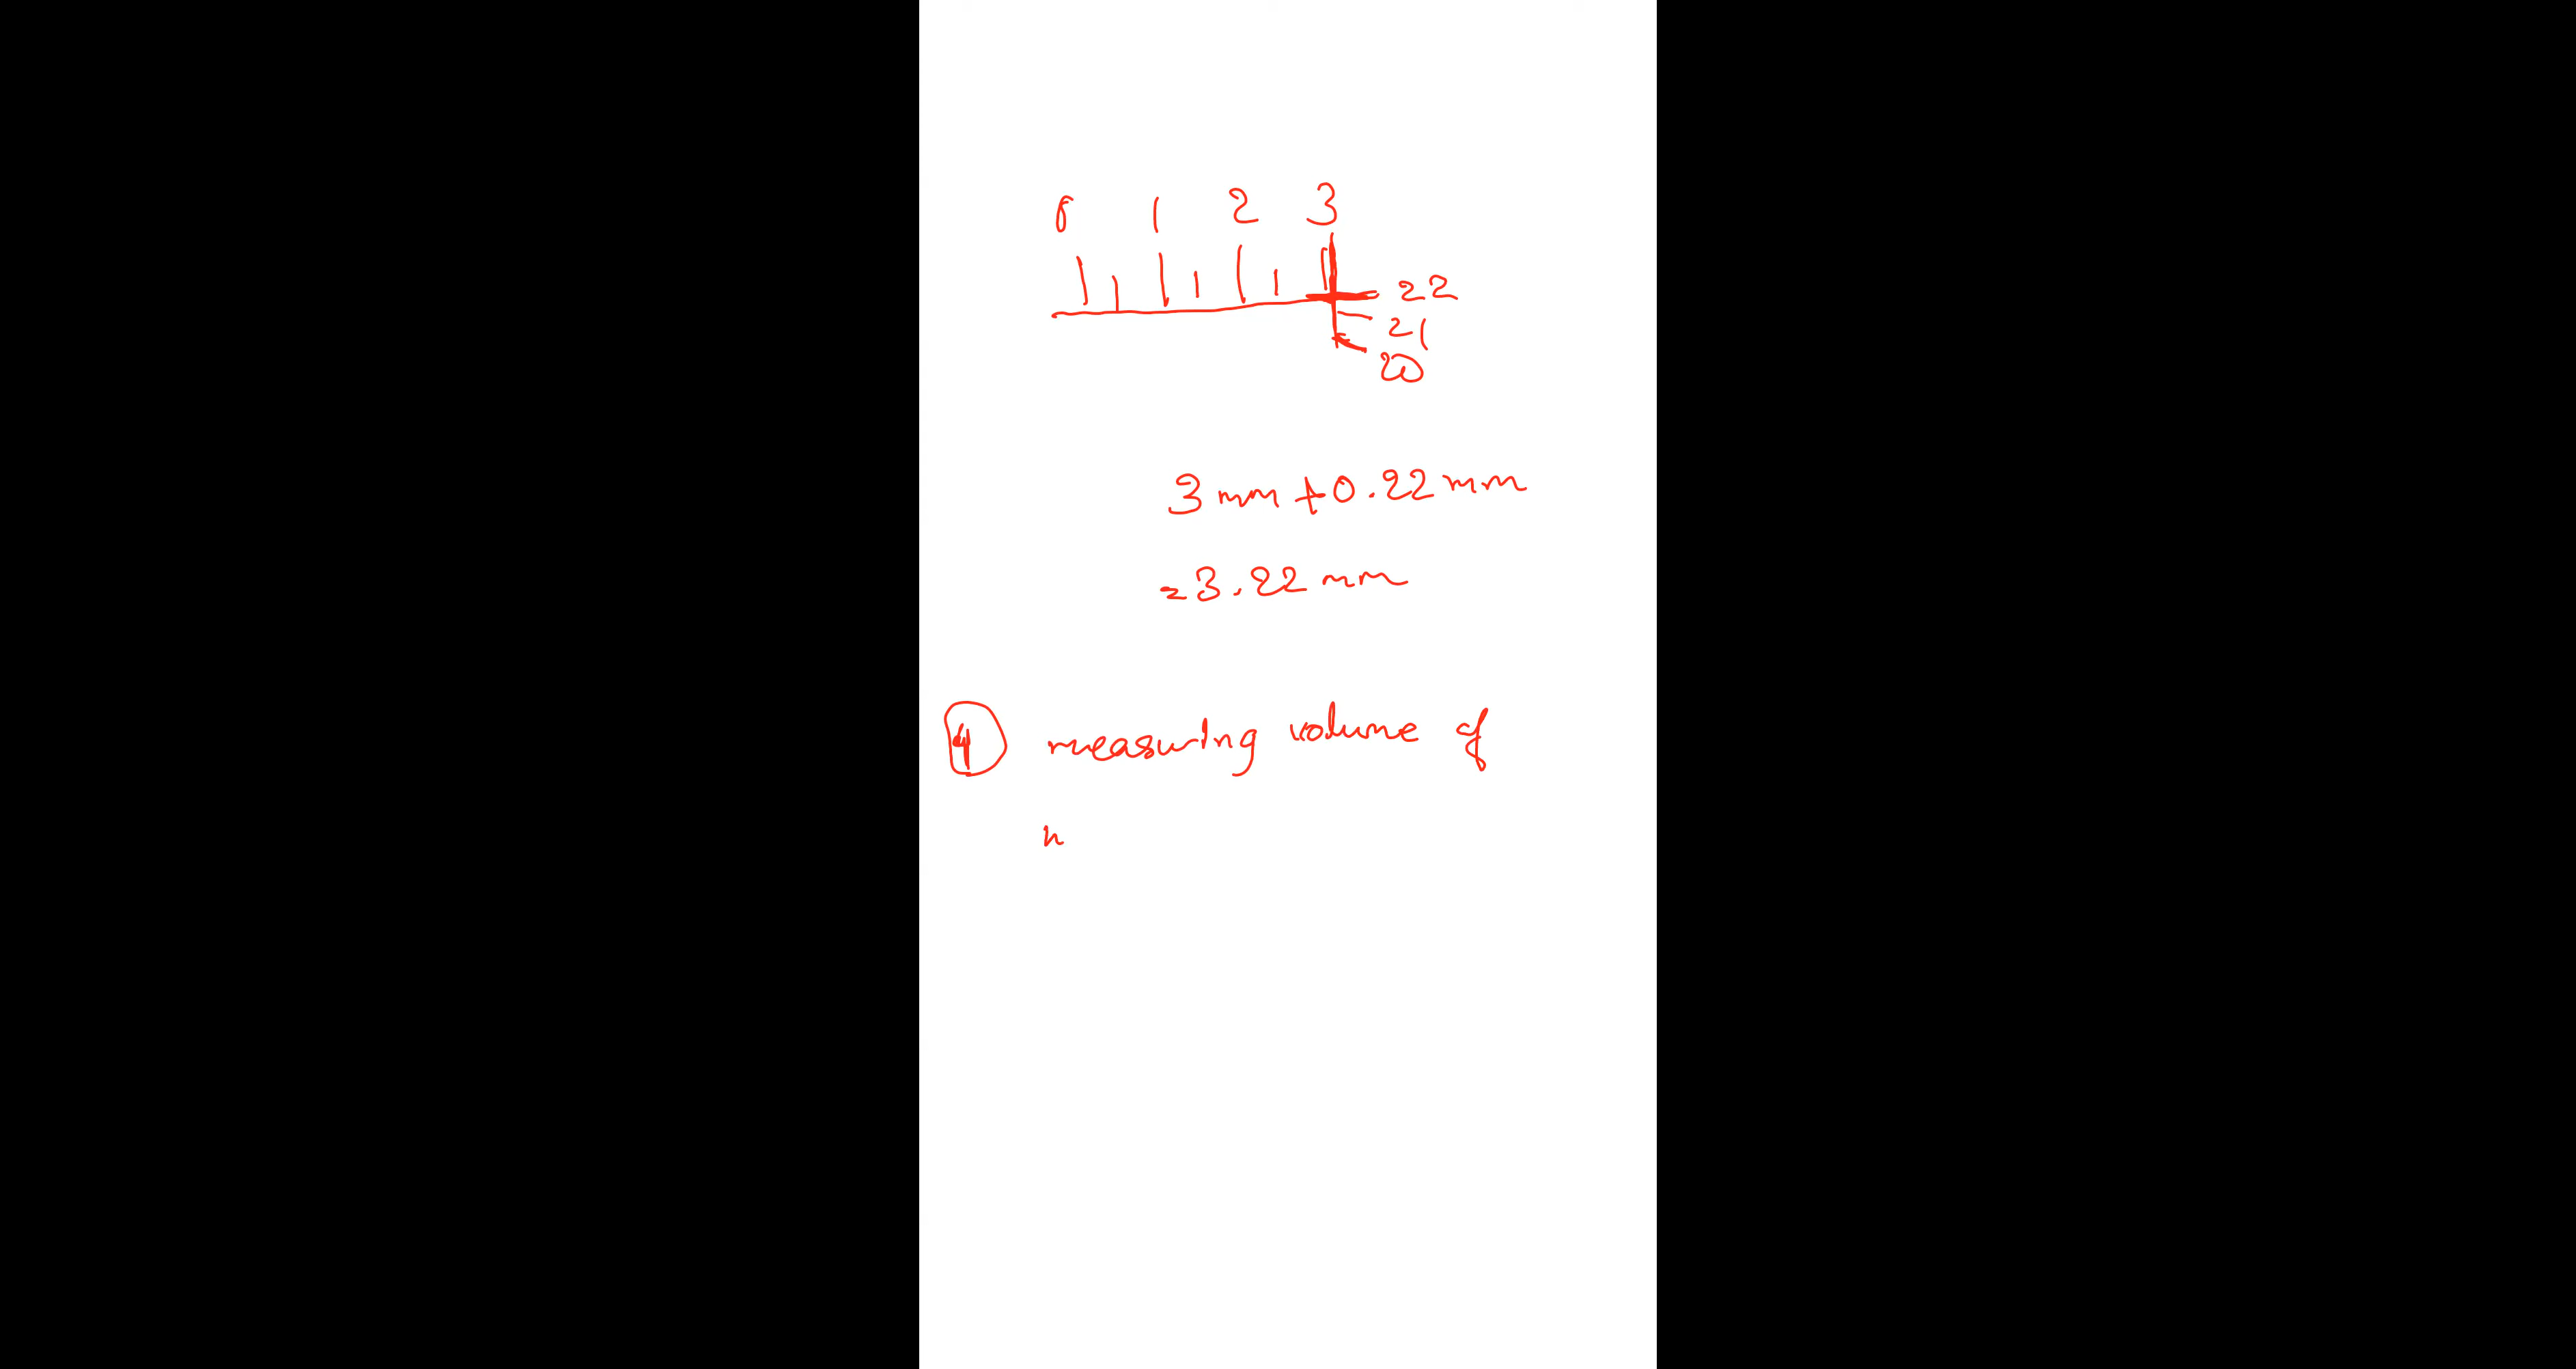 0 1 2 3
22
21
20
3 mm + 0.22 mm
= 3.22 mm
4 measuring volume of